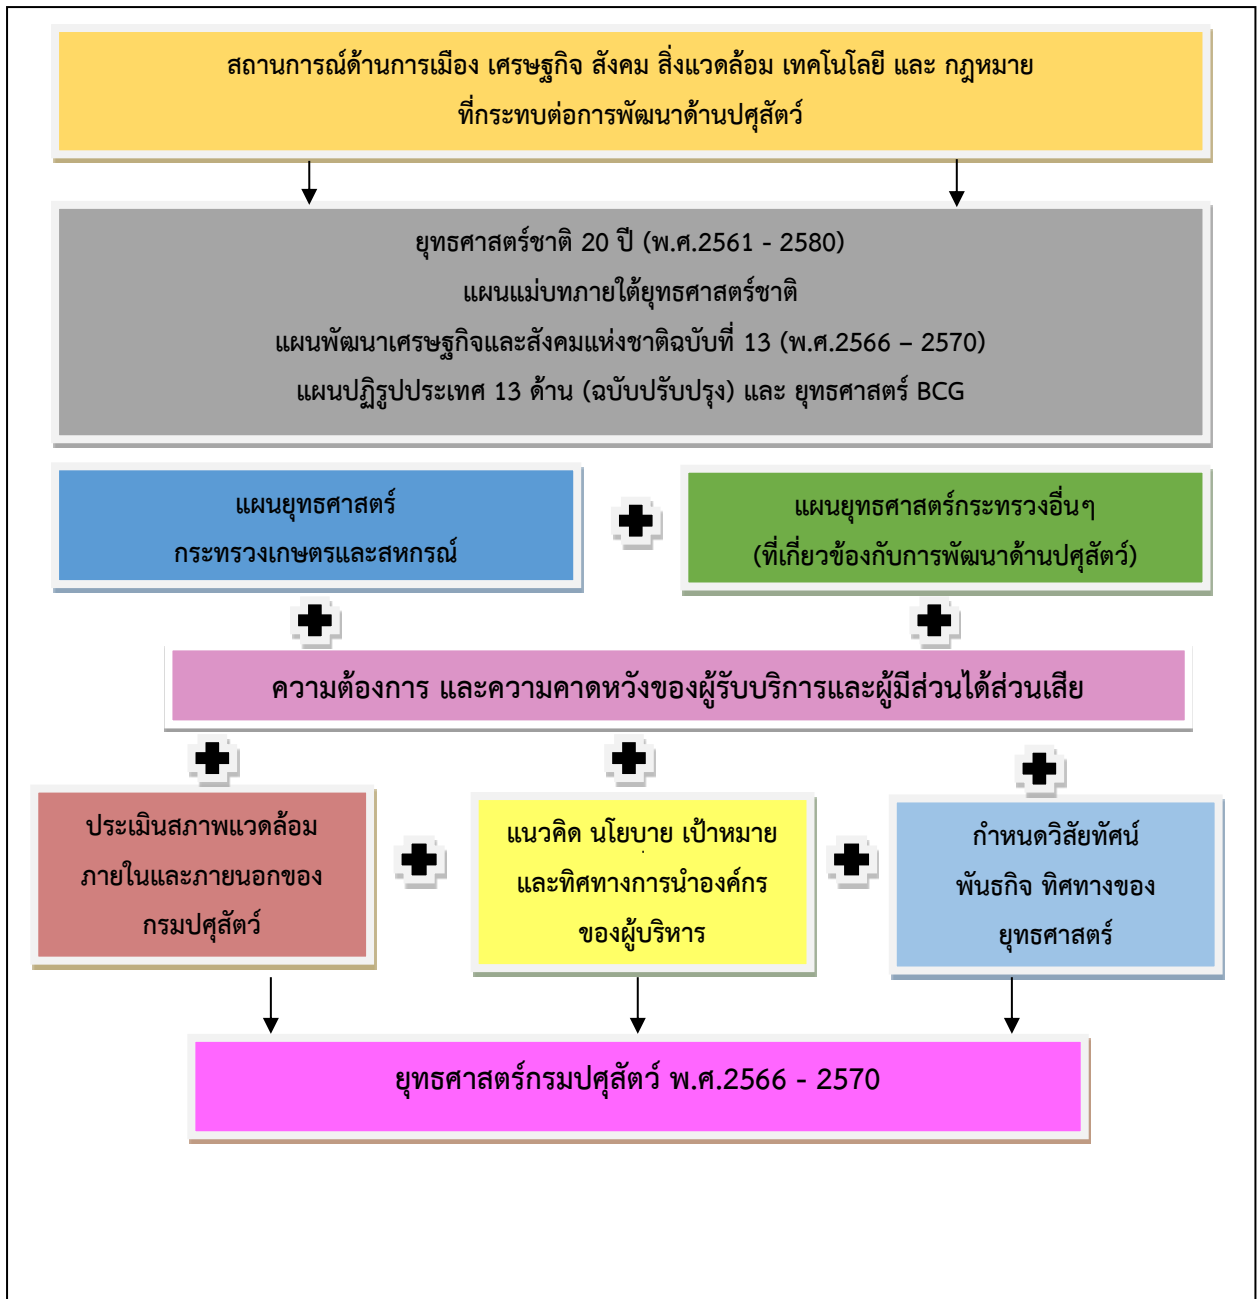 สถานการณ์ด้านการเมือง เศรษฐกิจ สังคม สิ่งแวดล้อม เทคโนโลยี และ กฎหมาย
ที่กระทบต่อการพัฒนาด้านปศุสัตว์
ยุทธศาสตร์ชาติ 20 ปี (พ.ศ.2561 - 2580)
แผนแม่บทภายใต้ยุทธศาสตร์ชาติ
แผนพัฒนาเศรษฐกิจและสังคมแห่งชาติฉบับที่ 13 (พ.ศ.2566 – 2570)
แผนปฏิรูปประเทศ 13 ด้าน (ฉบับปรับปรุง) และ ยุทธศาสตร์ BCG
แผนยุทธศาสตร์
กระทรวงเกษตรและสหกรณ์
แผนยุทธศาสตร์กระทรวงอื่นๆ
(ที่เกี่ยวข้องกับการพัฒนาด้านปศุสัตว์)
ความต้องการ และความคาดหวังของผู้รับบริการและผู้มีส่วนได้ส่วนเสีย
ประเมินสภาพแวดล้อม
ภายในและภายนอกของ
กรมปศุสัตว์
แนวคิด นโยบาย เป้าหมาย
และทิศทางการนำองค์กร
ของผู้บริหาร
กำหนดวิสัยทัศน์
พันธกิจ ทิศทางของ
ยุทธศาสตร์
ยุทธศาสตร์กรมปศุสัตว์ พ.ศ.2566 - 2570